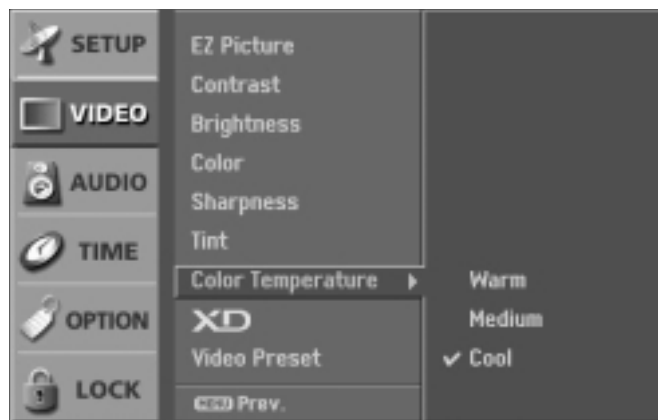 SETUP
VIDEO
AUDIO
TIME
OPTION
LOCK
EZ Picture
Contrast
Brightness
Color
Sharpness
Tint
Color Temperature
XD
Video Preset
MENU Prev.
Warm
Medium
Cool